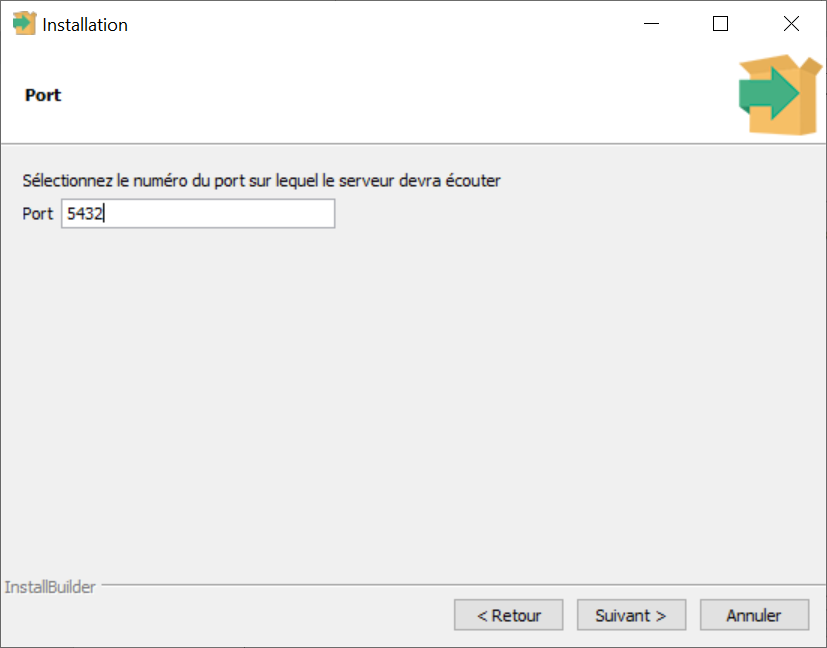 Installation
Port
Sélectionnez le numéro du port sur lequel le serveur devra écouter
Port 5432
InstallBuilder
< Retour Suivant > Annuler